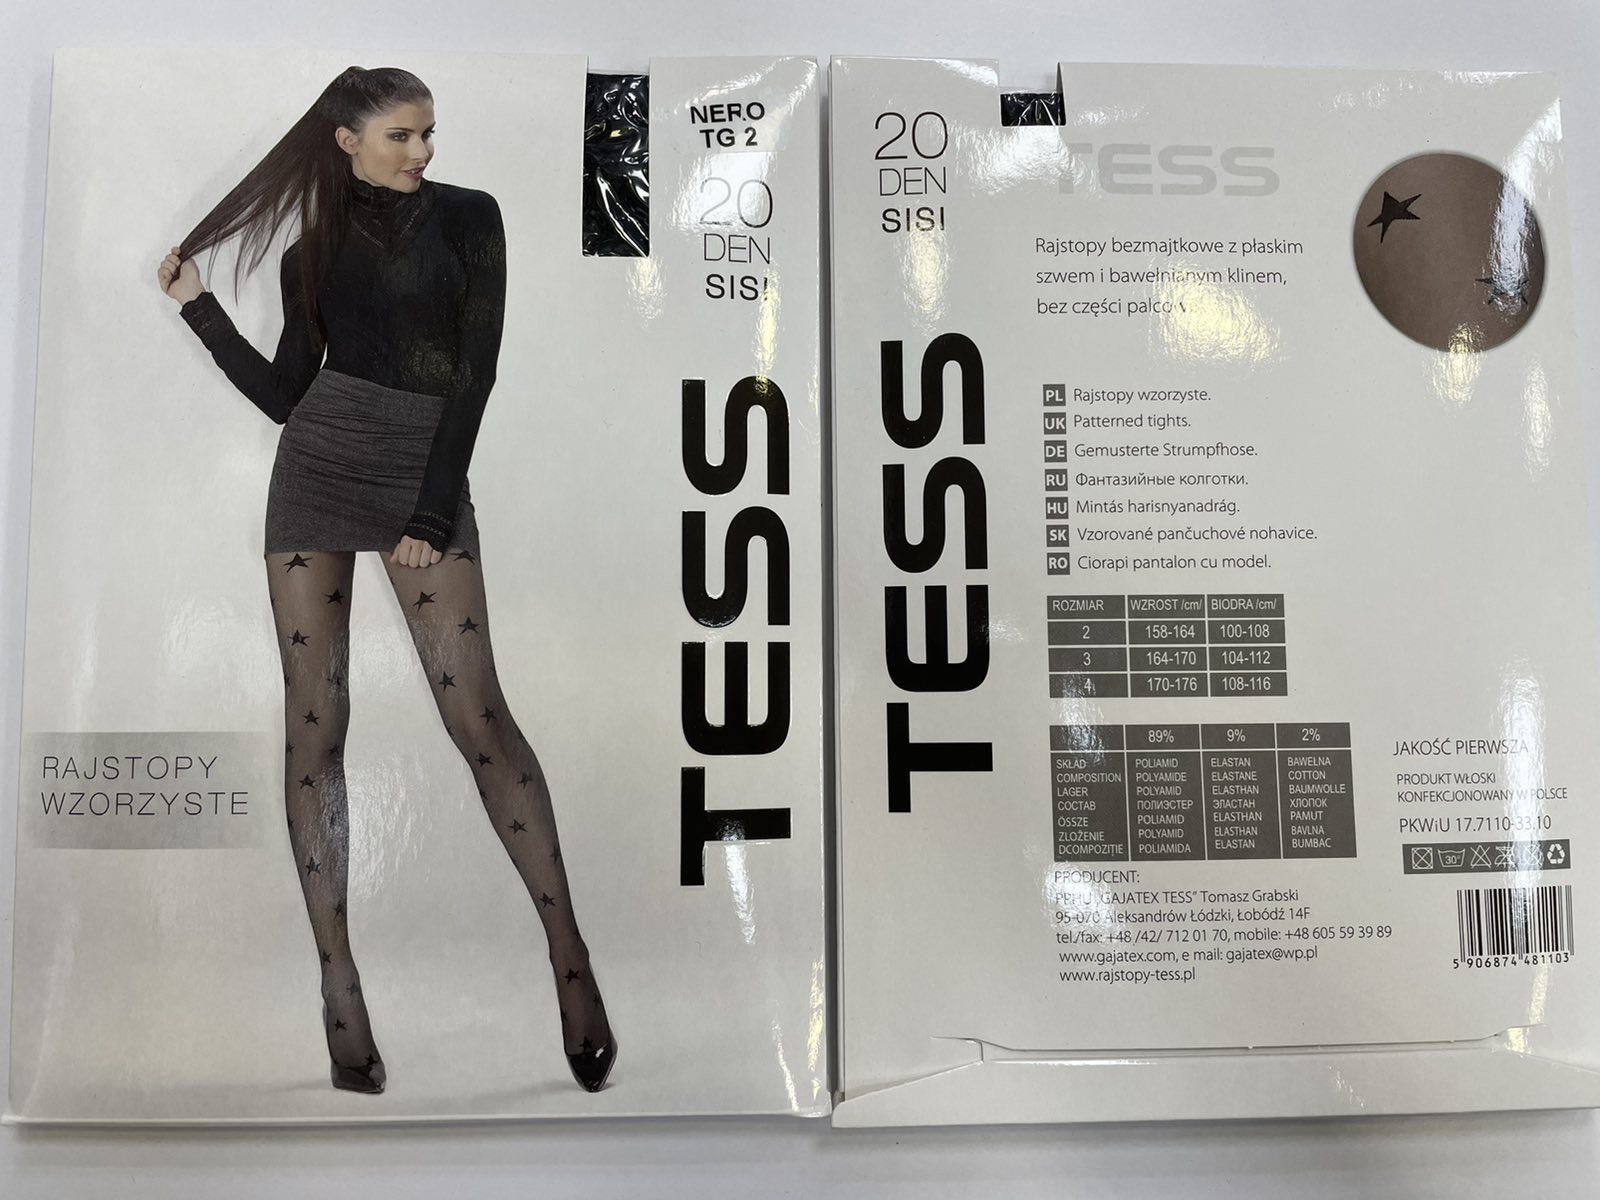 NERO
TG 2
20
DEN
SISI
TESS
RAJSTOPY
WZORZYSTE
20
DEN
SISI
TESS
TESS
Rajstopy bezmajtkowe z płaskim
szwem i bawełnianym klinem,
bez części
PL Rajstopy wzorzyste.
UK Patterned tights.
DE Gemusterte Strumpfhose.
RU Фантазийные колготки.
HU Mintás harisnyanadrág.
SK Vzorované pančuchové nohavice.
RO Ciorapi pantalon cu model.
ROZMIAR WZROST /cm/ BIODRA /cm/
2 158-164 100-108
3 164-170 104-112
4 170-176 108-116
89% 9% 2%
SKŁAD POLIAMID ELASTAN BAWEŁNA
COMPOSITION POLYAMIDE ELASTANE COTTON
LAGER POLYAMID ELASTHAN BAUMWOLLE
СОСТАВ ПОЛИЭСТЕР ЭЛАСТАН ХЛОПОК
ÖSSZE POLIAMID ELASTHAN PAMUT
ZLOŽENIE POLYAMID ELASTHAN BAVLNA
DCOMPOZIŢIE POLIAMIDA ELASTAN BUMBAC
JAKOŚĆ PIERWSZA
PRODUKT WŁOSKI
KONFEKCJONOWANY W POLSCE
PKWiU 17.7110-33.10
30°
PRODUCENT:
PPHU "GAJATEX TESS" Tomasz Grabski
95-070 Aleksandrów Łódzki, Łobódź 14F
tel./fax: +48 /42/ 712 01 70, mobile: +48 605 59 39 89
www.gajatex.com, e mail: gajatex@wp.pl
www.rajstopy-tess.pl
5 906874 481103